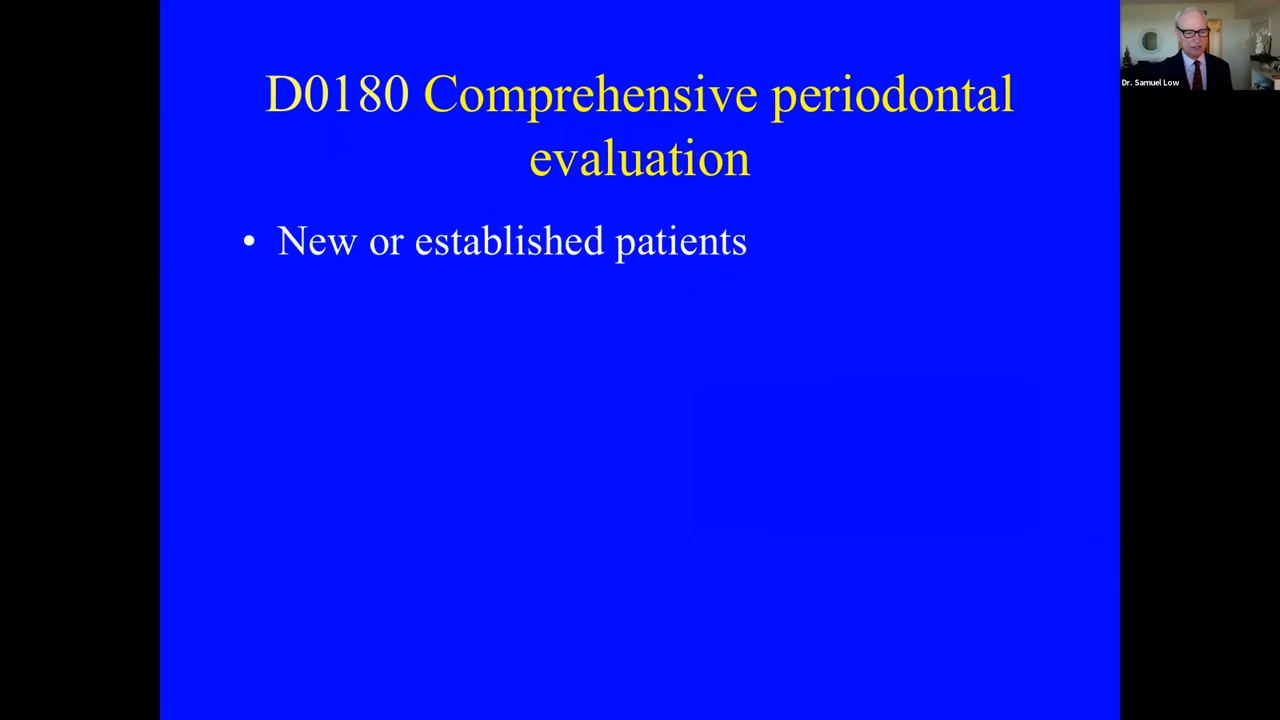 D0180 Comprehensive periodontal
evaluation
• New or established patients
Dr. Samuel Low